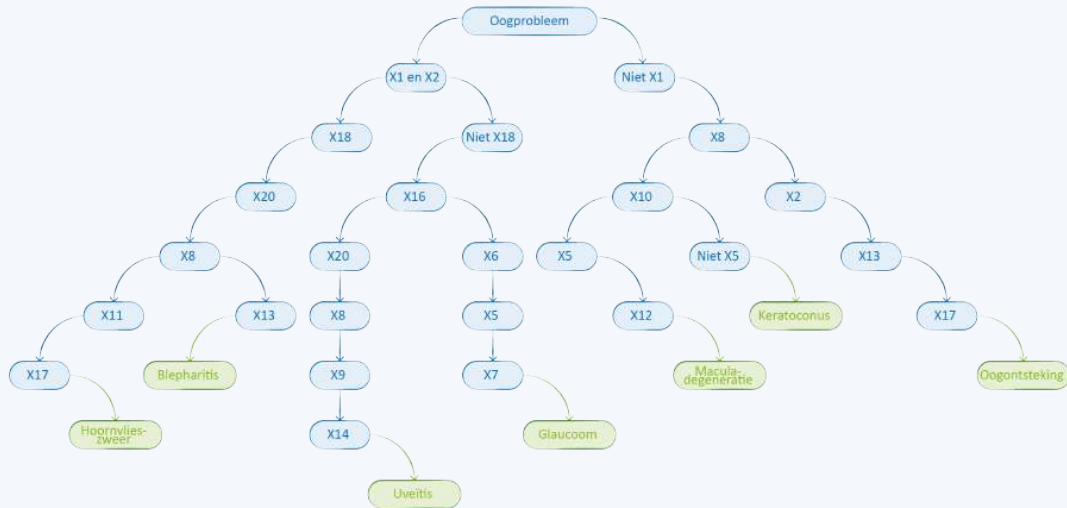 Oogprobleem
X1 en X2
Niet X1
X18
Niet X18
X8
X20
X16
X10
X2
X8
X20
X6
X5
Niet X5
X13
X11
X13
X8
X5
X12
Keratoconus
X17
X17
Blepharitis
X9
X7
Macula-
degeneratie
Oogontsteking
Hoornvlies-
zweer
X14
Glaucoom
Uveïtis